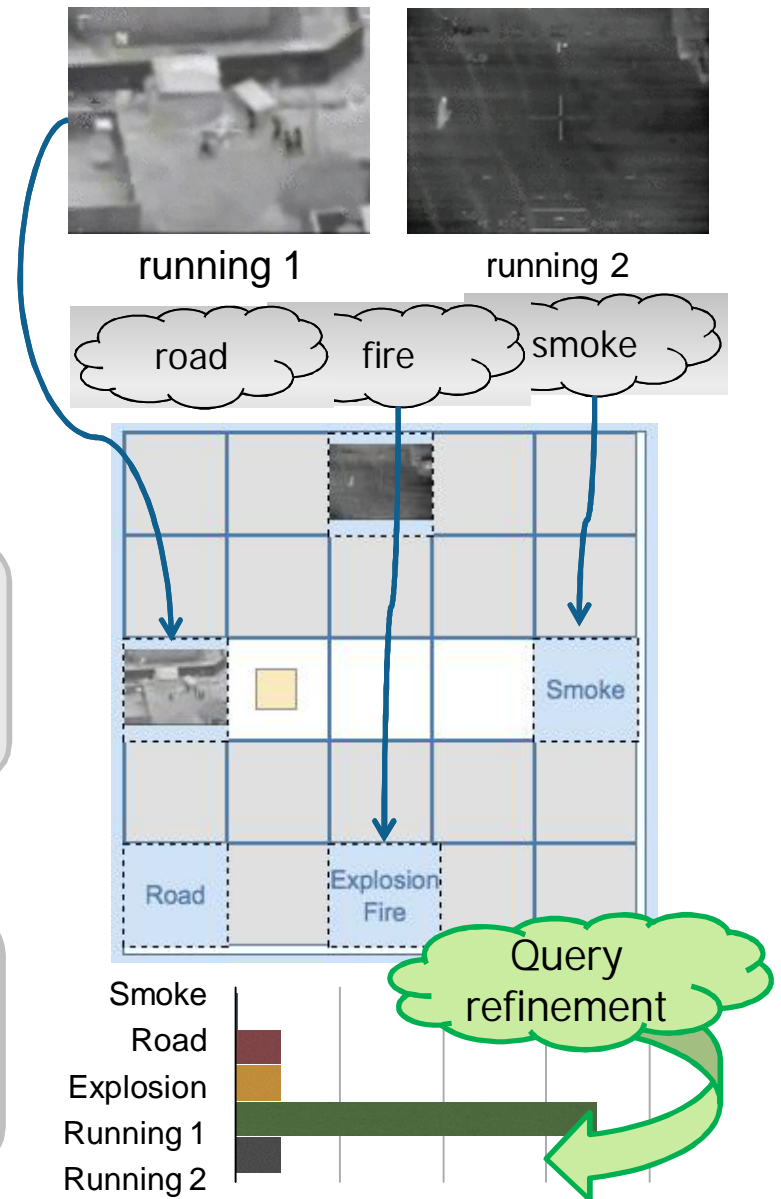 running 1
running 2
road
fire
smoke
Smoke
Road
Explosion
Fire
Query
refinement
Smoke
Road
Explosion
Running 1
Running 2